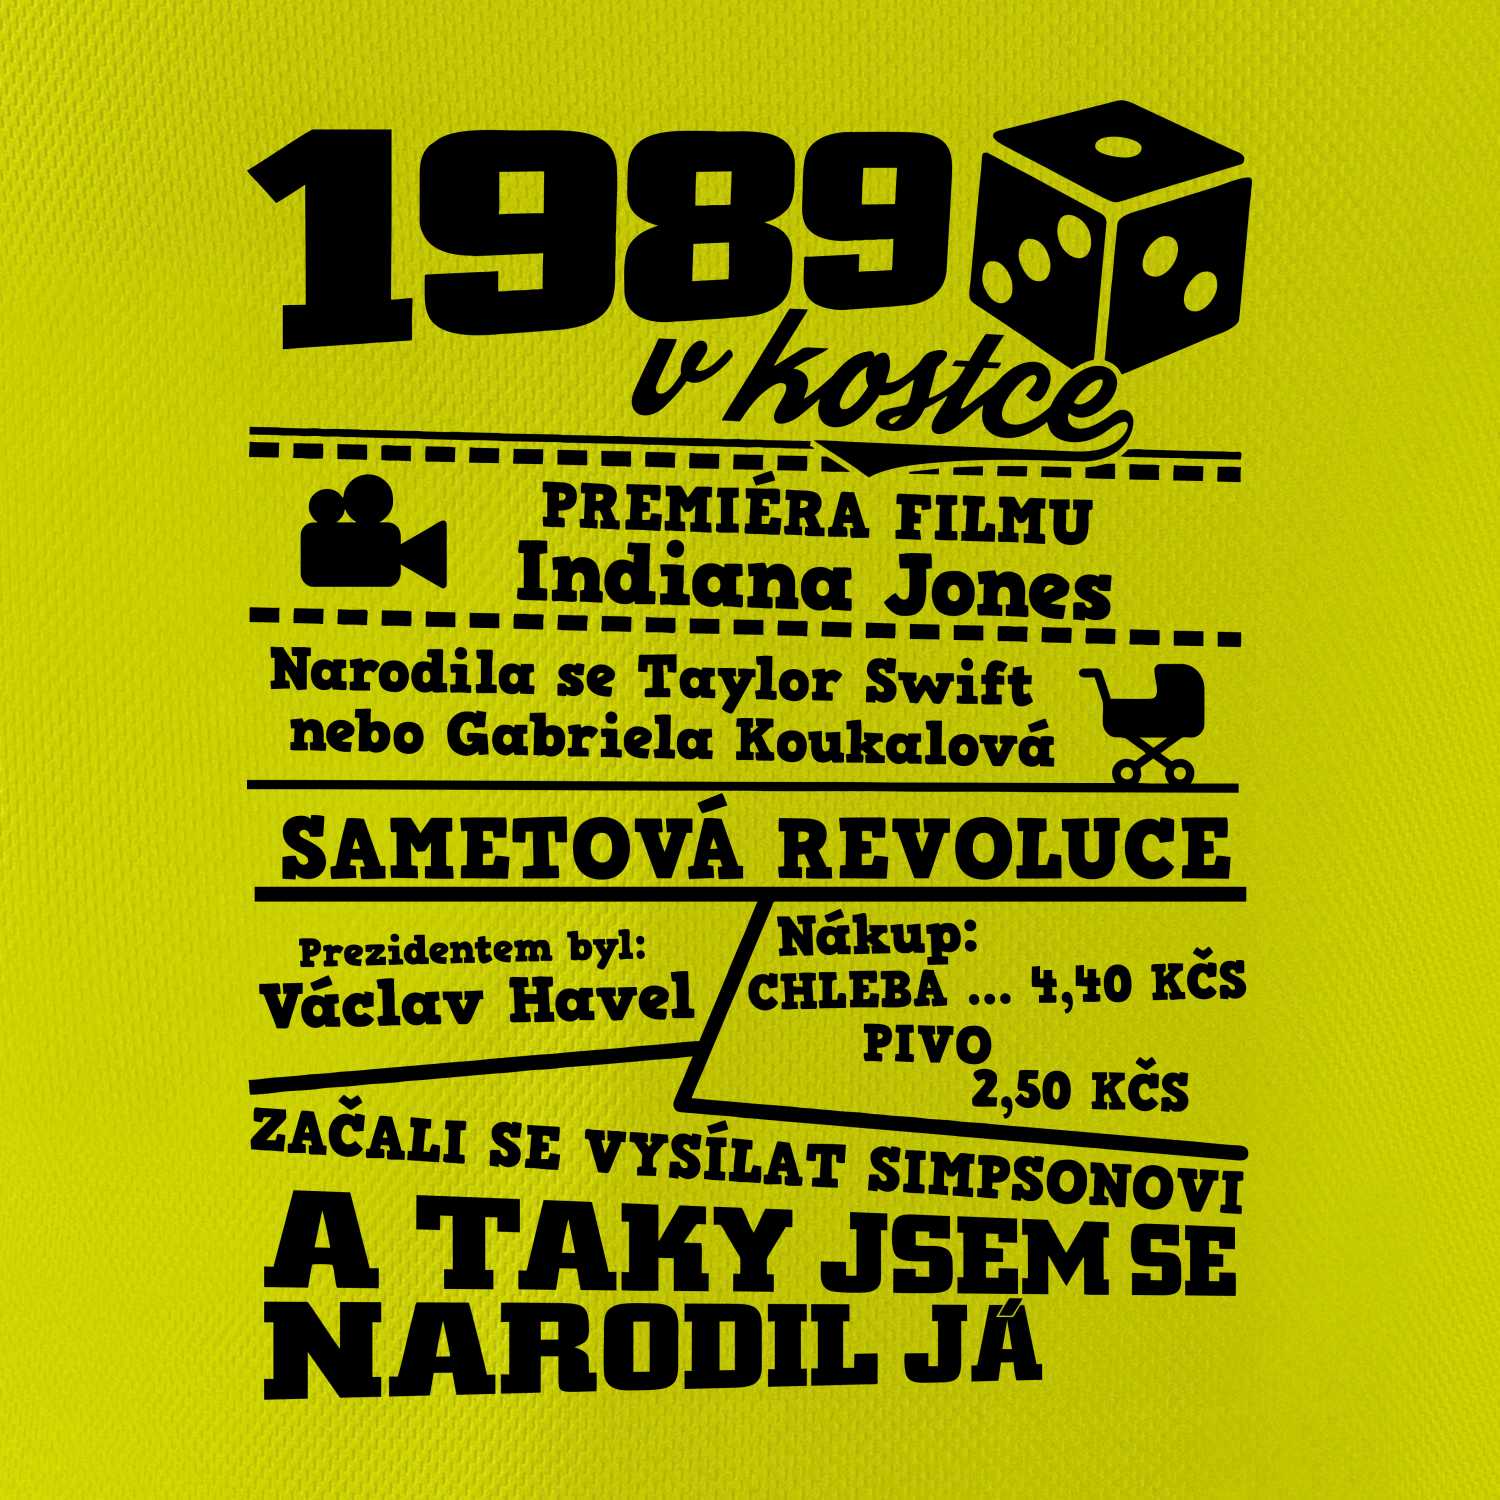 1989
v kostce
PREMIÉRA FILMU
Indiana Jones
Narodila se Taylor Swift
nebo Gabriela Koukalová
SAMETOVÁ REVOLUCE
Prezidentem byl:
Václav Havel
Nákup:
CHLEBA ... 4,40 KČS
PIVO
2,50 KČS
ZAČALI SE VYSÍLAT SIMPSONOVI
A TAKY JSEM SE
NARODIL JÁ